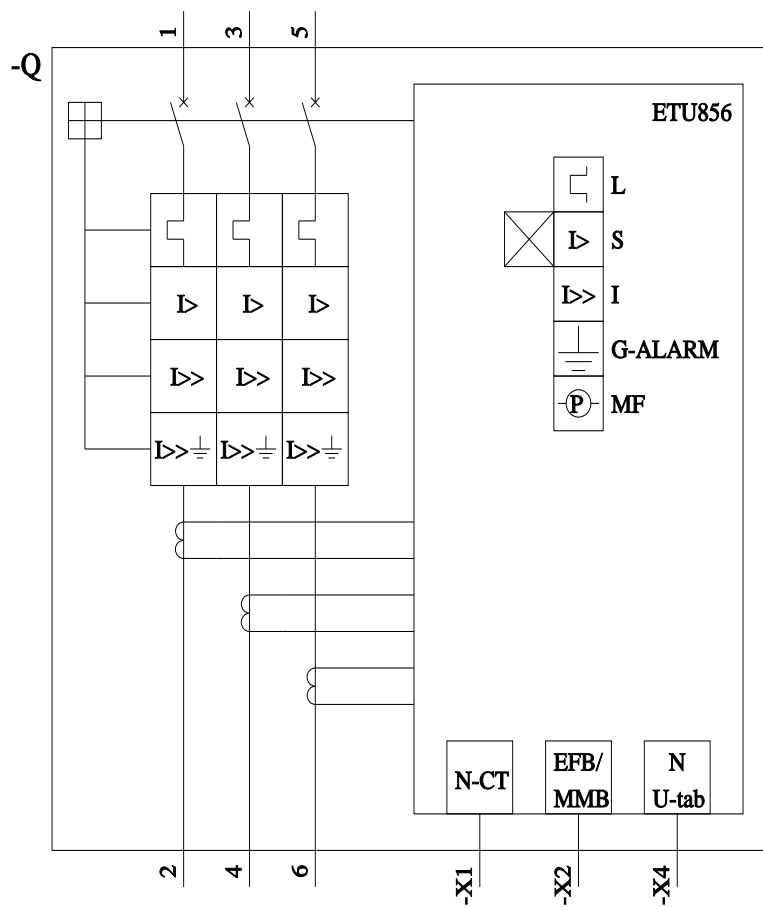 1 3 5
-Q
ETU856
L
I> S
I> I> I>
I>> I
G-ALARM
I>> I>> I>>
P MF
I>> I>> I>>
N-CT
EFB/
MMB
N
U-tab
2 4 6 -X1 -X2 -X4